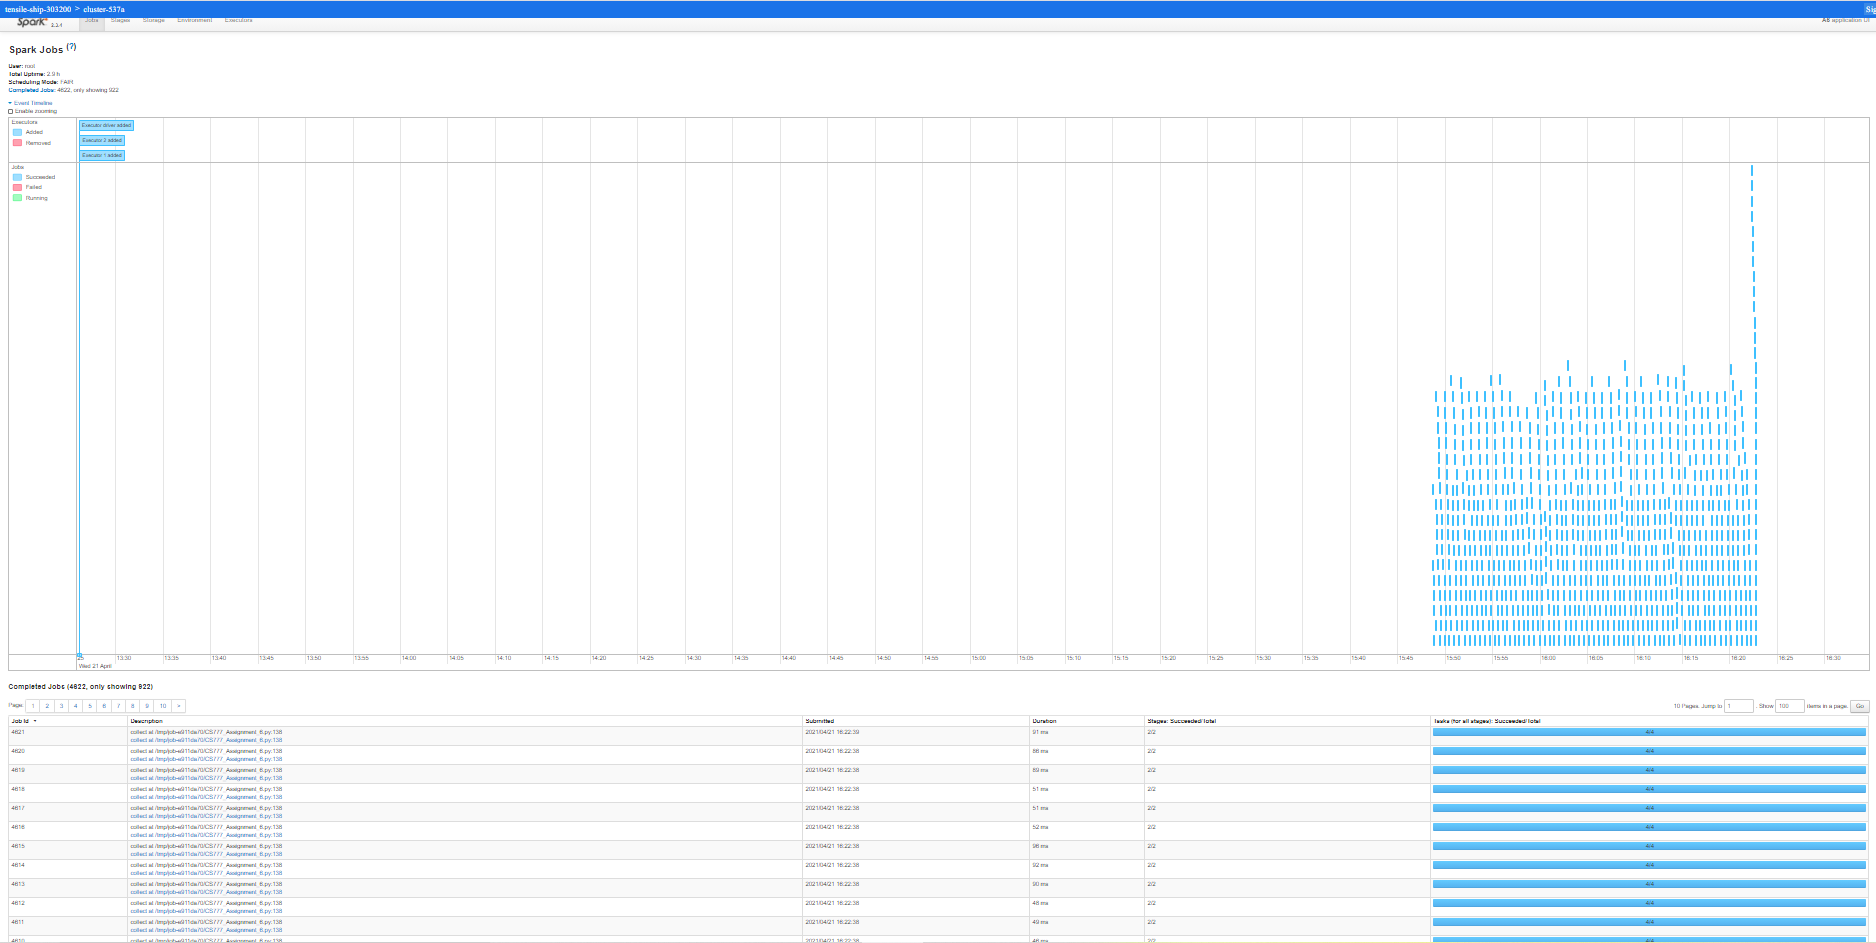 tensile-ship-303200 > cluster-537a
Spark 2.3.4 Jobs Stages Storage Environment Executors A6 application UI
Spark Jobs (?)
User: root
Total Uptime: 2.9 h
Scheduling Mode: FAIR
Completed Jobs: 4622, only showing 922
Event Timeline
Enable zooming
Executors
Added
Removed
Executor driver added
Executor 2 added
Executor 1 added
Jobs
Succeeded
Failed
Running
25 13:30 13:35 13:40 13:45 13:50 13:55 14:00 14:05 14:10 14:15 14:20 14:25 14:30 14:35 14:40 14:45 14:50 14:55 15:00 15:05 15:10 15:15 15:20 15:25 15:30 15:35 15:40 15:45 15:50 15:55 16:00 16:05 16:10 16:15 16:20 16:25 16:30
Wed 21 April
Completed Jobs (4622, only showing 922)
Page: 1 2 3 4 5 6 7 8 9 10 > 10 Pages. Jump to 1 . Show 100 items in a page. Go
Job Id Description Submitted Duration Stages: Succeeded/Total Tasks (for all stages): Succeeded/Total
4621 collect at /tmp/job-e911da70/CS777_Assignment_6.py:138 2021/04/21 16:22:39 91 ms 2/2 4/4
collect at /tmp/job-e911da70/CS777_Assignment_6.py:138
4620 collect at /tmp/job-e911da70/CS777_Assignment_6.py:138 2021/04/21 16:22:38 86 ms 2/2 4/4
collect at /tmp/job-e911da70/CS777_Assignment_6.py:138
4619 collect at /tmp/job-e911da70/CS777_Assignment_6.py:138 2021/04/21 16:22:38 69 ms 2/2 4/4
collect at /tmp/job-e911da70/CS777_Assignment_6.py:138
4618 collect at /tmp/job-e911da70/CS777_Assignment_6.py:138 2021/04/21 16:22:38 51 ms 2/2 4/4
collect at /tmp/job-e911da70/CS777_Assignment_6.py:138
4617 collect at /tmp/job-e911da70/CS777_Assignment_6.py:138 2021/04/21 16:22:38 51 ms 2/2 4/4
collect at /tmp/job-e911da70/CS777_Assignment_6.py:138
4616 collect at /tmp/job-e911da70/CS777_Assignment_6.py:138 2021/04/21 16:22:38 52 ms 2/2 4/4
collect at /tmp/job-e911da70/CS777_Assignment_6.py:138
4615 collect at /tmp/job-e911da70/CS777_Assignment_6.py:138 2021/04/21 16:22:38 96 ms 2/2 4/4
collect at /tmp/job-e911da70/CS777_Assignment_6.py:138
4614 collect at /tmp/job-e911da70/CS777_Assignment_6.py:138 2021/04/21 16:22:38 92 ms 2/2 4/4
collect at /tmp/job-e911da70/CS777_Assignment_6.py:138
4613 collect at /tmp/job-e911da70/CS777_Assignment_6.py:138 2021/04/21 16:22:38 90 ms 2/2 4/4
collect at /tmp/job-e911da70/CS777_Assignment_6.py:138
4612 collect at /tmp/job-e911da70/CS777_Assignment_6.py:138 2021/04/21 16:22:38 48 ms 2/2 4/4
collect at /tmp/job-e911da70/CS777_Assignment_6.py:138
4611 collect at /tmp/job-e911da70/CS777_Assignment_6.py:138 2021/04/21 16:22:38 49 ms 2/2 4/4
collect at /tmp/job-e911da70/CS777_Assignment_6.py:138
4610 collect at /tmp/job-e911da70/CS777_Assignment_6.py:138 2021/04/21 16:22:38 46 ms 2/2 4/4